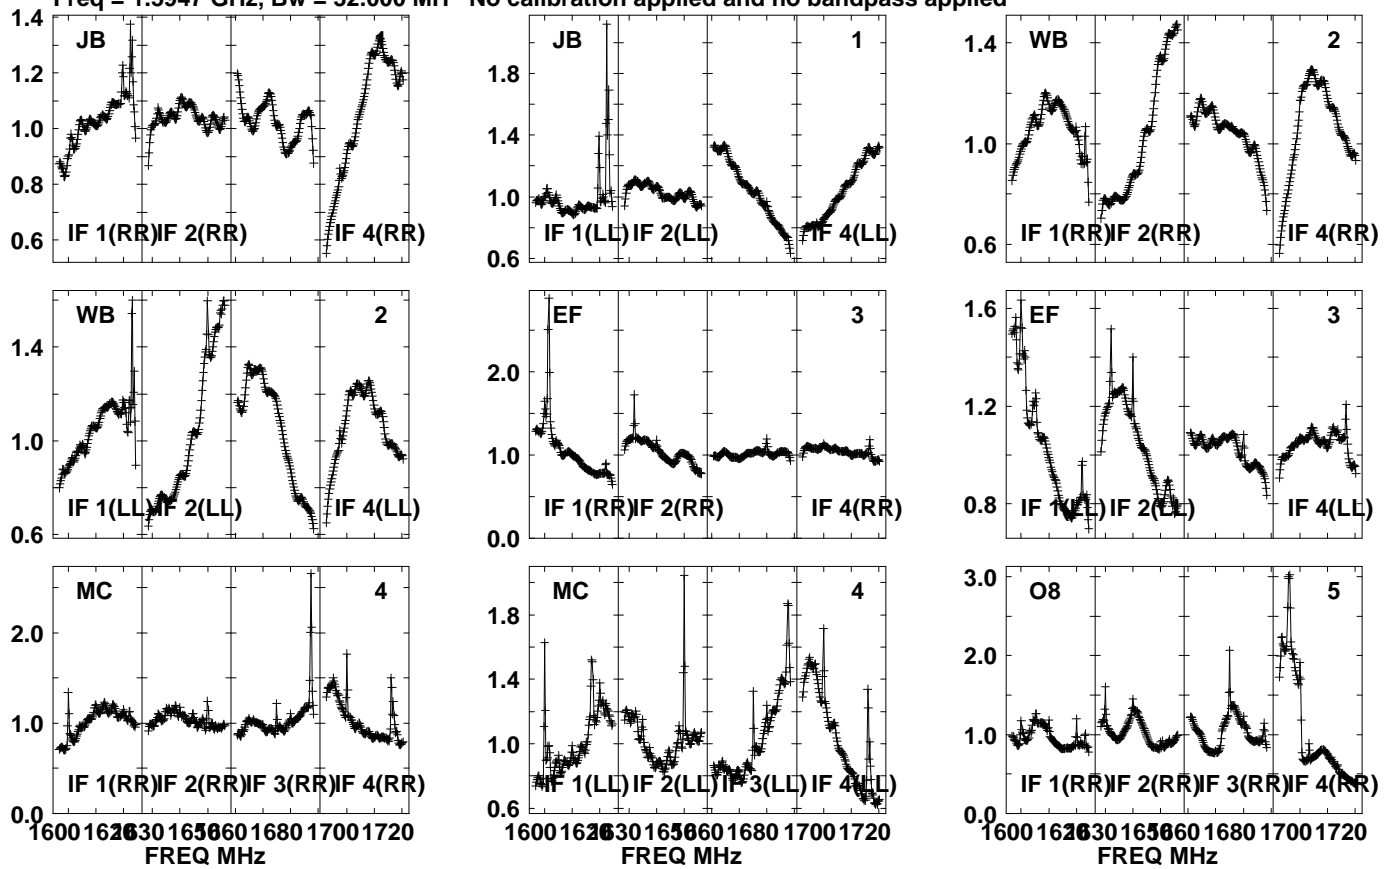 Freq = 1.5947 GHz, Bw = 32.000 MH No calibration applied and no bandpass applied
JB
IF 1(RR) IF 2(RR) IF 4(RR)
1.4
1.2
1.0
0.8
0.6
JB 1
IF 1(LL) IF 2(LL) IF 4(LL)
1.8
1.4
1.0
0.6
WB 2
IF 1(RR) IF 2(RR) IF 4(RR)
1.4
1.0
0.6
WB 2
IF 1(LL) IF 2(LL) IF 4(LL)
1.4
1.0
0.6
EF 3
IF 1(RR) IF 2(RR) IF 4(RR)
2.0
1.0
0.0
EF 3
IF 1(LL) IF 2(LL) IF 4(LL)
1.6
1.2
0.8
MC 4
IF 1(RR) IF 2(RR) IF 3(RR) IF 4(RR)
2.0
1.0
0.0
1600 1620 1630 1650 1660 1680 1700 1720
FREQ MHz
MC 4
IF 1(LL) IF 2(LL) IF 3(LL) IF 4(LL)
1.8
1.4
1.0
0.6
O8 5
IF 1(RR) IF 2(RR) IF 3(RR) IF 4(RR)
3.0
2.0
1.0
0.0
1600 1620 1630 1650 1660 1680 1700 1720
FREQ MHz